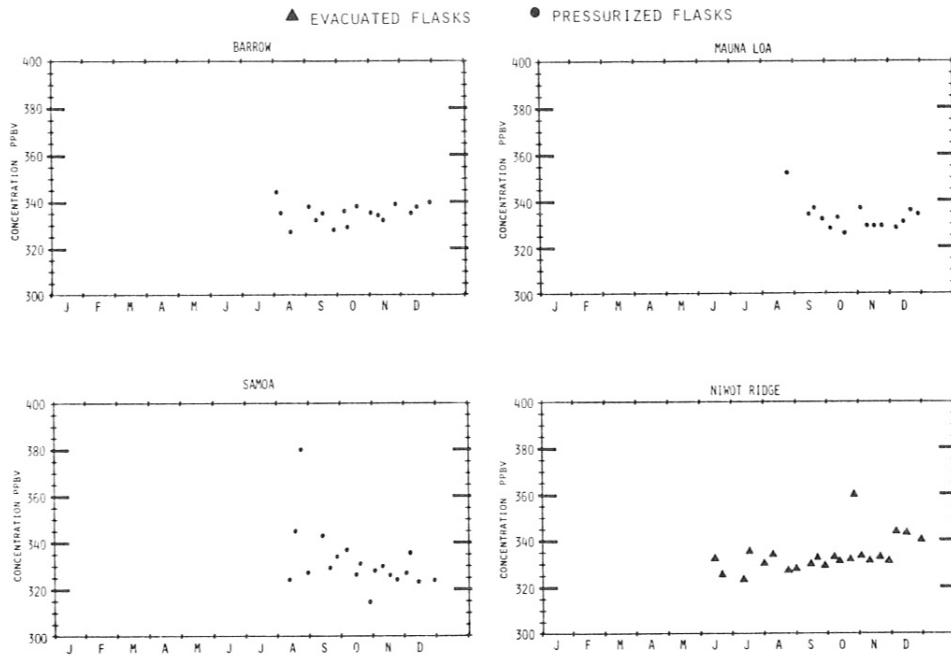 ▲ EVACUATED FLASKS ● PRESSURIZED FLASKS
BARROW
CONCENTRATION PPBV
400
380
360
340
320
300
J F M A M J J A S O N D
MAUNA LOA
CONCENTRATION PPBV
400
380
360
340
320
300
J F M A M J J A S O N D
SAMOA
CONCENTRATION PPBV
400
380
360
340
320
300
J F M A M J J A S O N D
NIWOT RIDGE
CONCENTRATION PPBV
400
380
360
340
320
300
J F M A M J J A S O N D